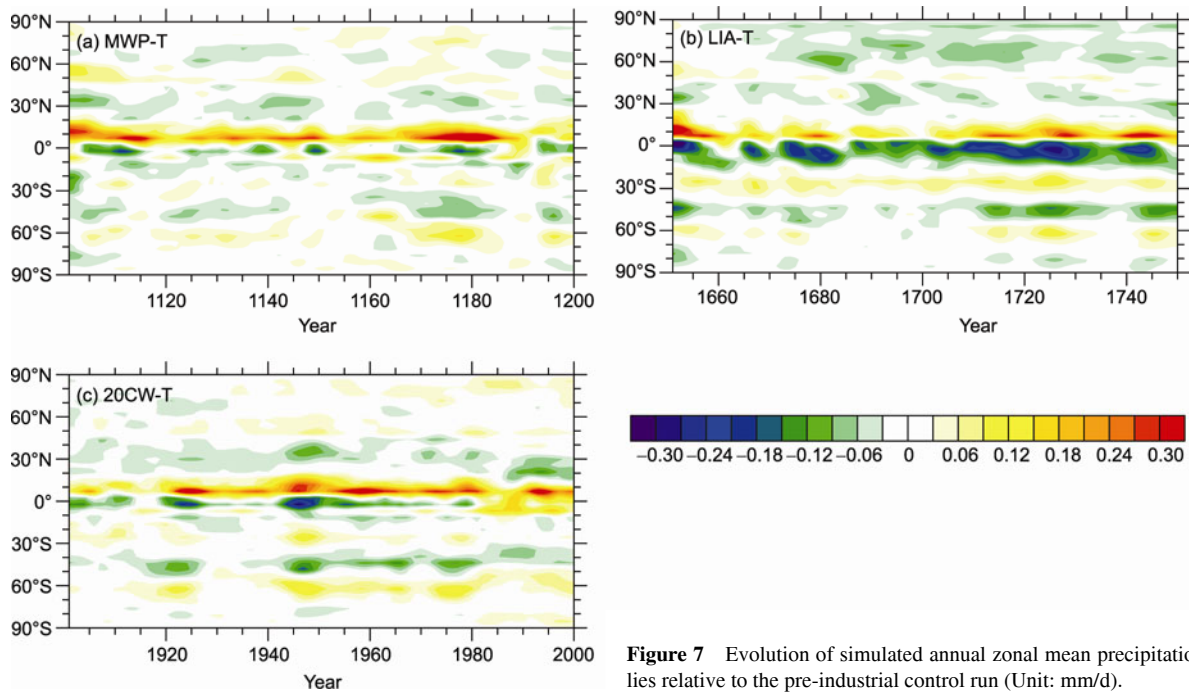 (a) MWP-T
90°N
60°N
30°N
0°
30°S
60°S
90°S
1120 1140 1160 1180 1200
Year
(b) LIA-T
90°N
60°N
30°N
0°
30°S
60°S
90°S
1660 1680 1700 1720 1740
Year
(c) 20CW-T
90°N
60°N
30°N
0°
30°S
60°S
90°S
1920 1940 1960 1980 2000
Year
−0.30 −0.24 −0.18 −0.12 −0.06 0 0.06 0.12 0.18 0.24 0.30
Figure 7 Evolution of simulated annual zonal mean precipitatio
lies relative to the pre-industrial control run (Unit: mm/d).